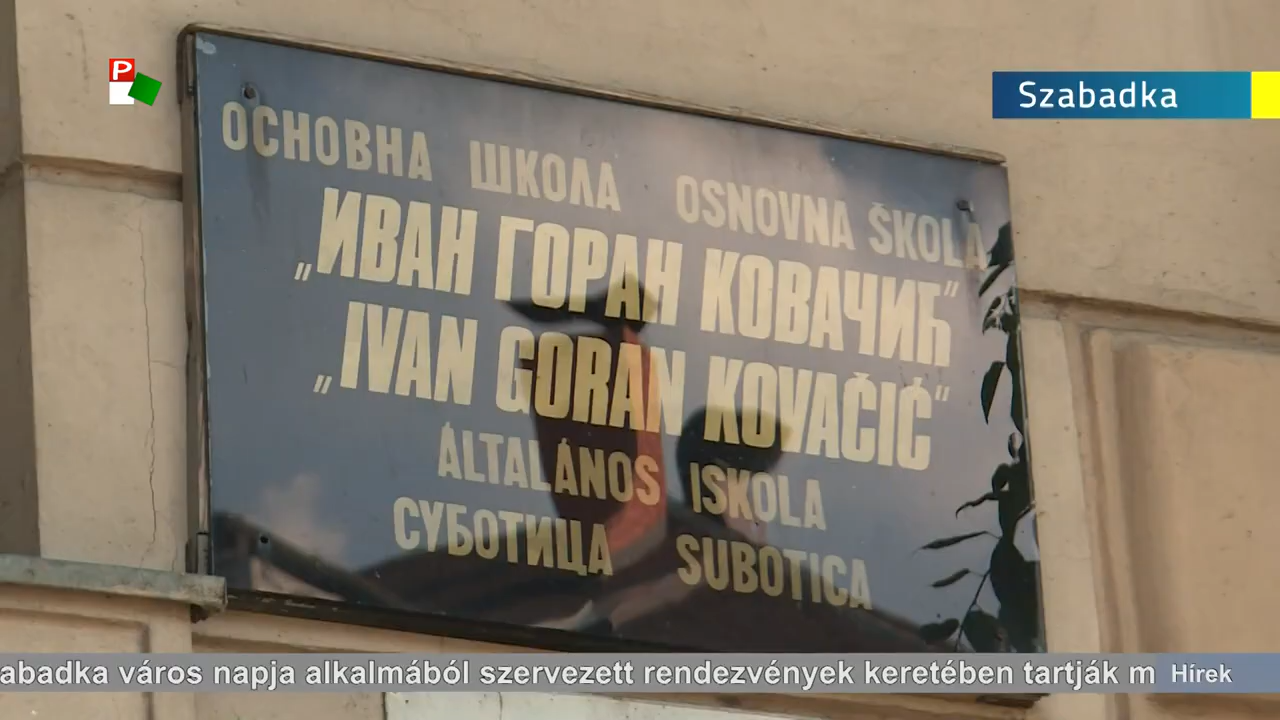 P
Szabadka
ОСНОВНА ШКОЛА OSNOVNA ŠKOLA
„ИВАН ГОРАН КОВАЧИЋ”
„IVAN GORAN KOVAČIĆ”
ÁLTALÁNOS ISKOLA
СУБОТИЦА SUBOTICA
abadka város napja alkalmából szervezett rendezvények keretében tartják m
Hírek